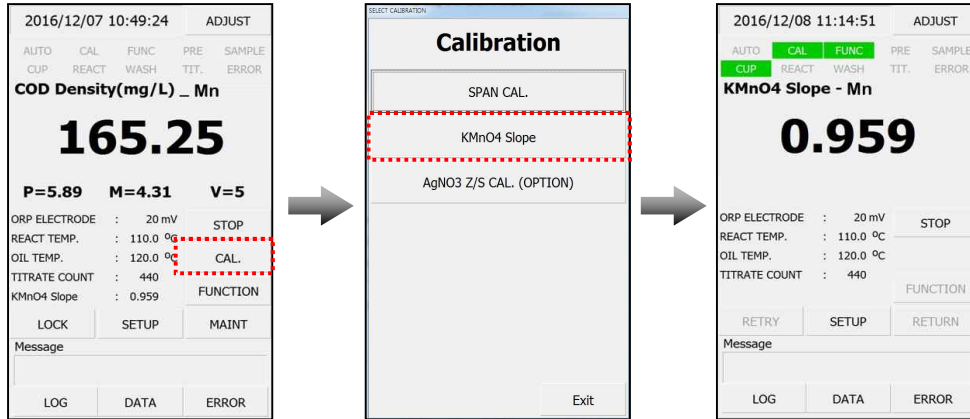 2016/12/07 10:49:24 ADJUST
AUTO CAL FUNC PRE SAMPLE
CUP REACT WASH TIT. ERROR
COD Density(mg/L) _ Mn
165.25
P=5.89 M=4.31 V=5
ORP ELECTRODE : 20 mV
REACT TEMP. : 110.0 ºC
OIL TEMP. : 120.0 ºC
TITRATE COUNT : 440
KMnO4 Slope : 0.959
STOP
CAL.
FUNCTION
LOCK SETUP MAINT
Message
LOG DATA ERROR
SELECT CALIBRATION
Calibration
SPAN CAL.
KMnO4 Slope
AgNO3 Z/S CAL. (OPTION)
Exit
2016/12/08 11:14:51 ADJUST
AUTO CAL FUNC PRE SAMPLE
CUP REACT WASH TIT. ERROR
KMnO4 Slope - Mn
0.959
ORP ELECTRODE : 20 mV
REACT TEMP. : 110.0 ºC
OIL TEMP. : 120.0 ºC
TITRATE COUNT : 440
STOP
FUNCTION
RETRY SETUP RETURN
Message
LOG DATA ERROR